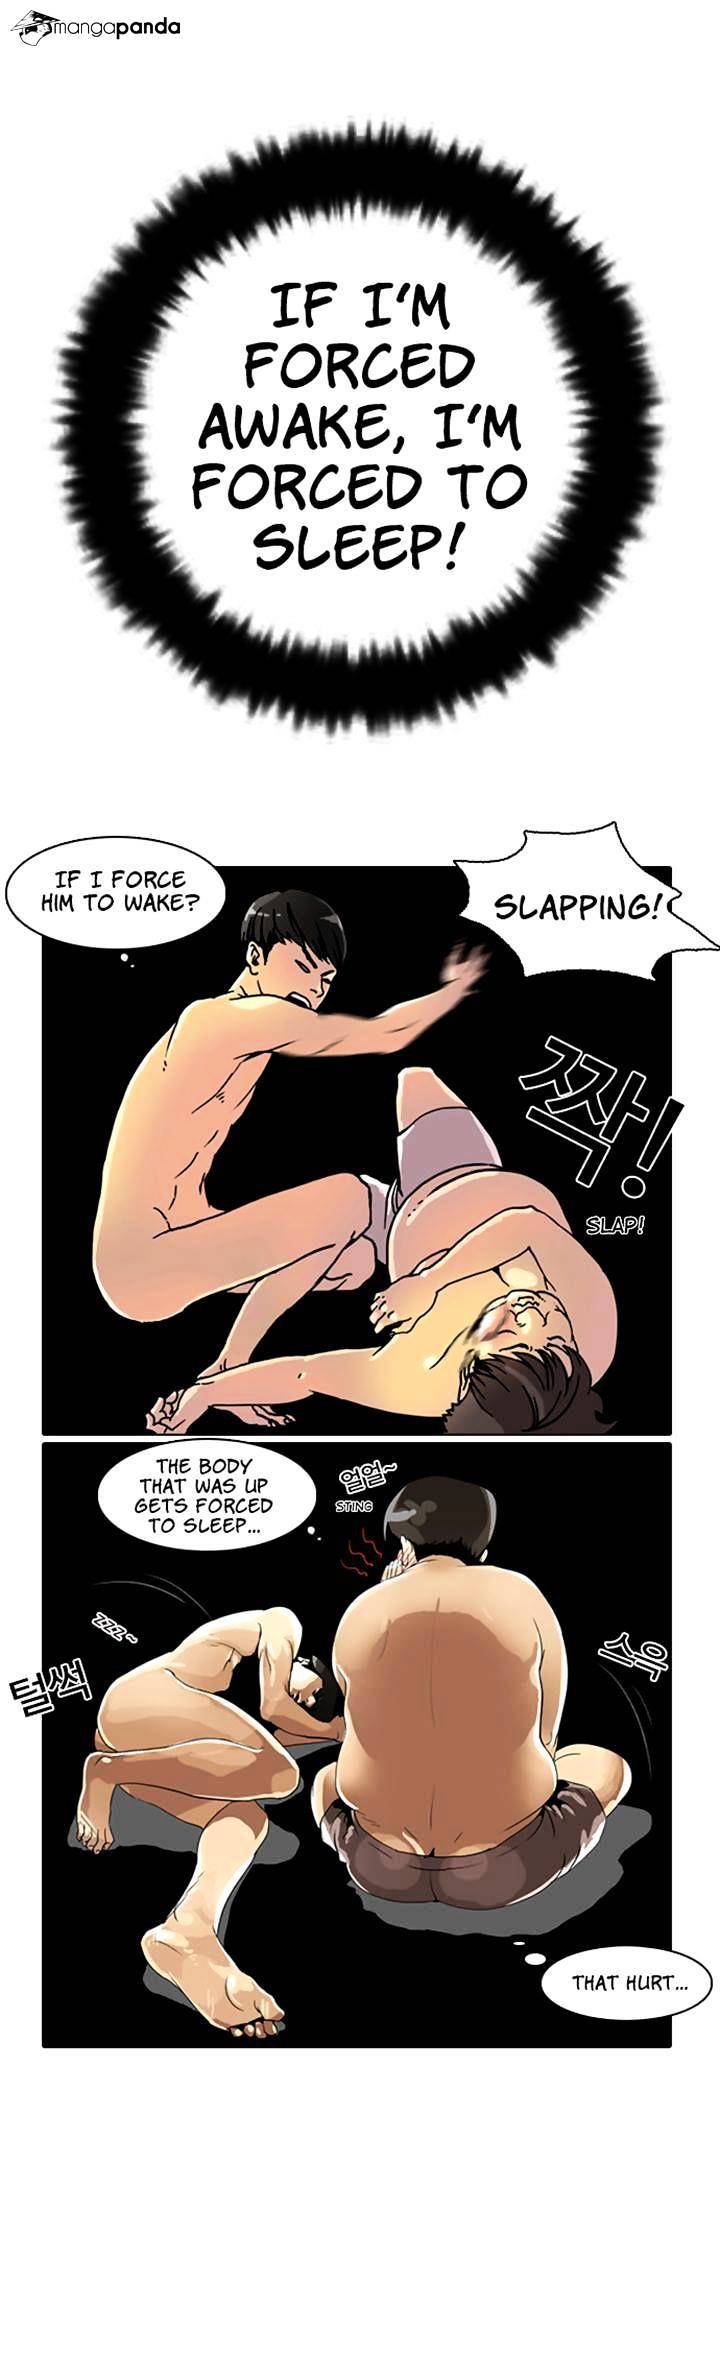 mangapanda
IF I'M
FORCED
AWAKE, I'M
FORCED TO
SLEEP!
IF I FORCE
HIM TO WAKE?
SLAPPING!
짝!
SLAP!
THE BODY
THAT WAS UP
GETS FORCED
TO SLEEP...
얼얼~
STING
ZZZ~
털썩
스윽
THAT HURT...